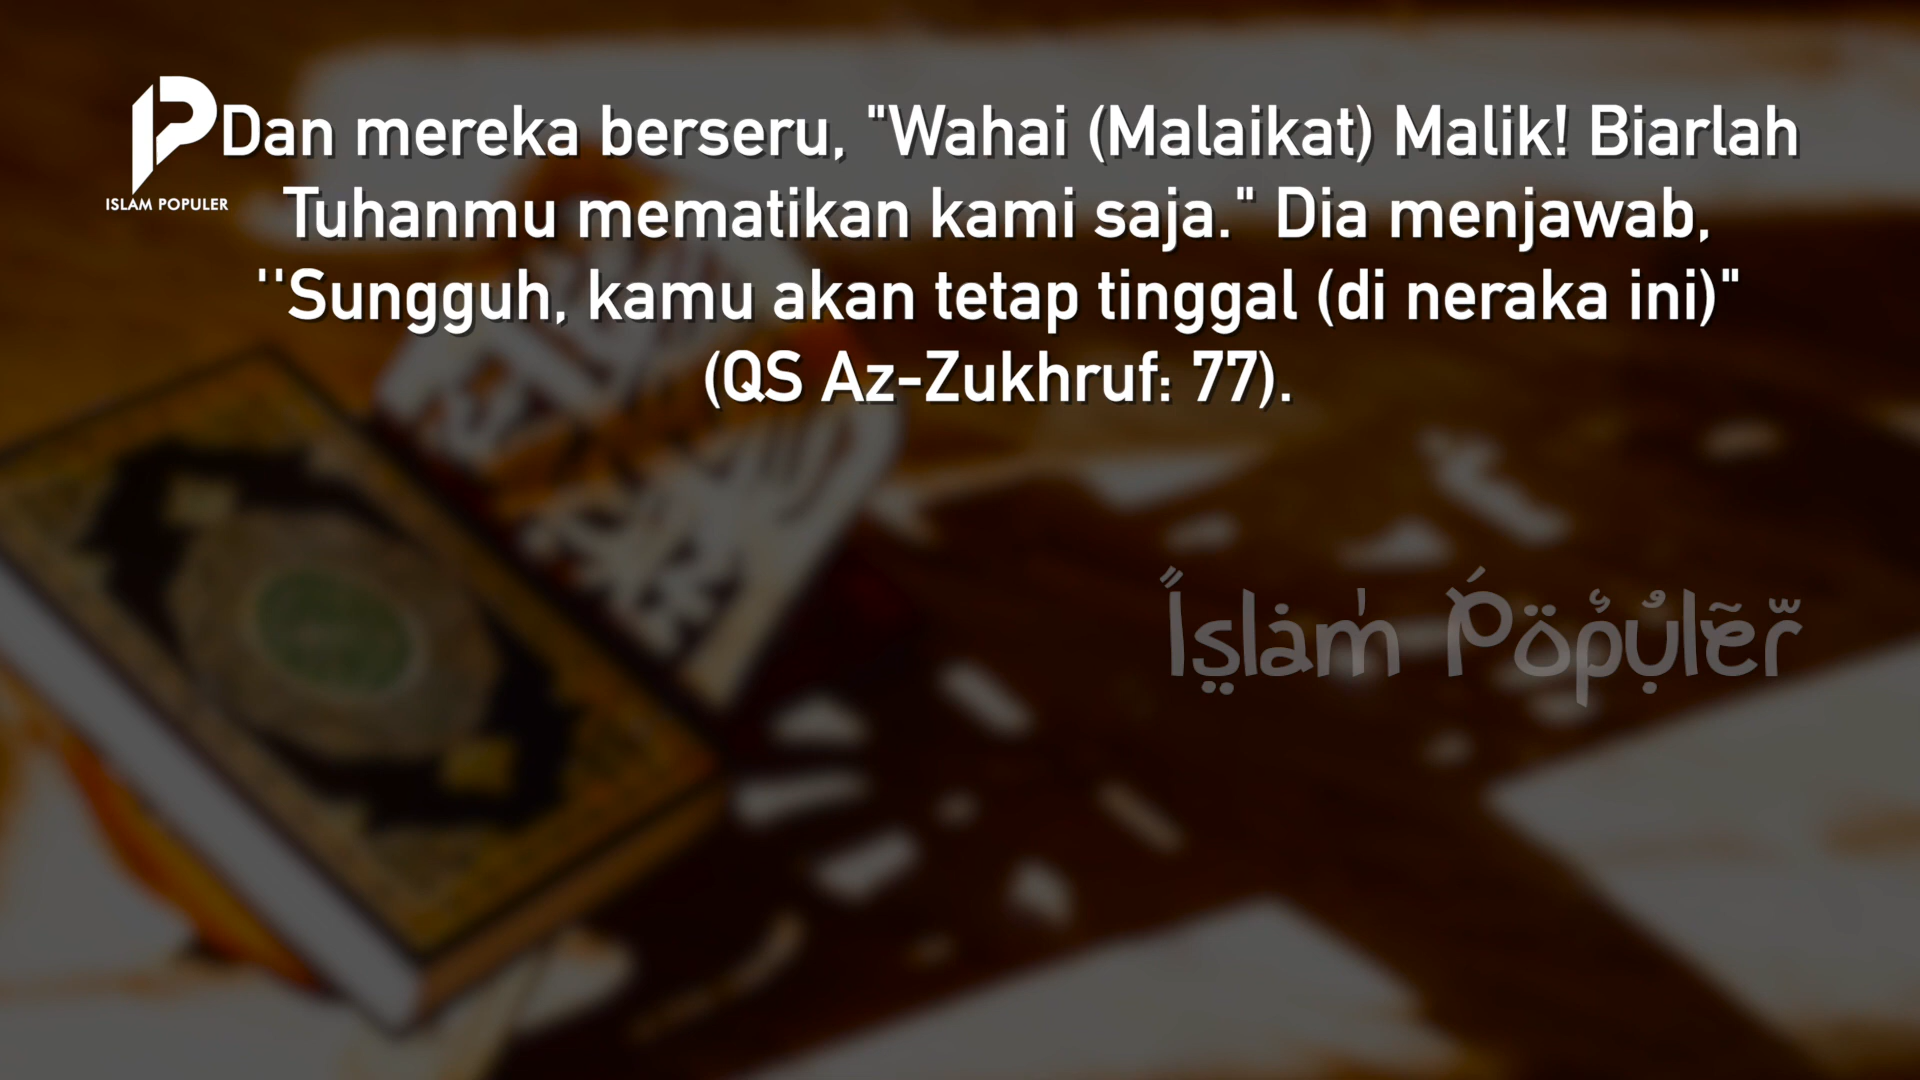 Dan mereka berseru, "Wahai (Malaikat) Malik! Biarlah
Tuhanmu mematikan kami saja." Dia menjawab,
''Sungguh, kamu akan tetap tinggal (di neraka ini)"
(QS Az-Zukhruf: 77).
ISLAM POPULER
Islam Populer